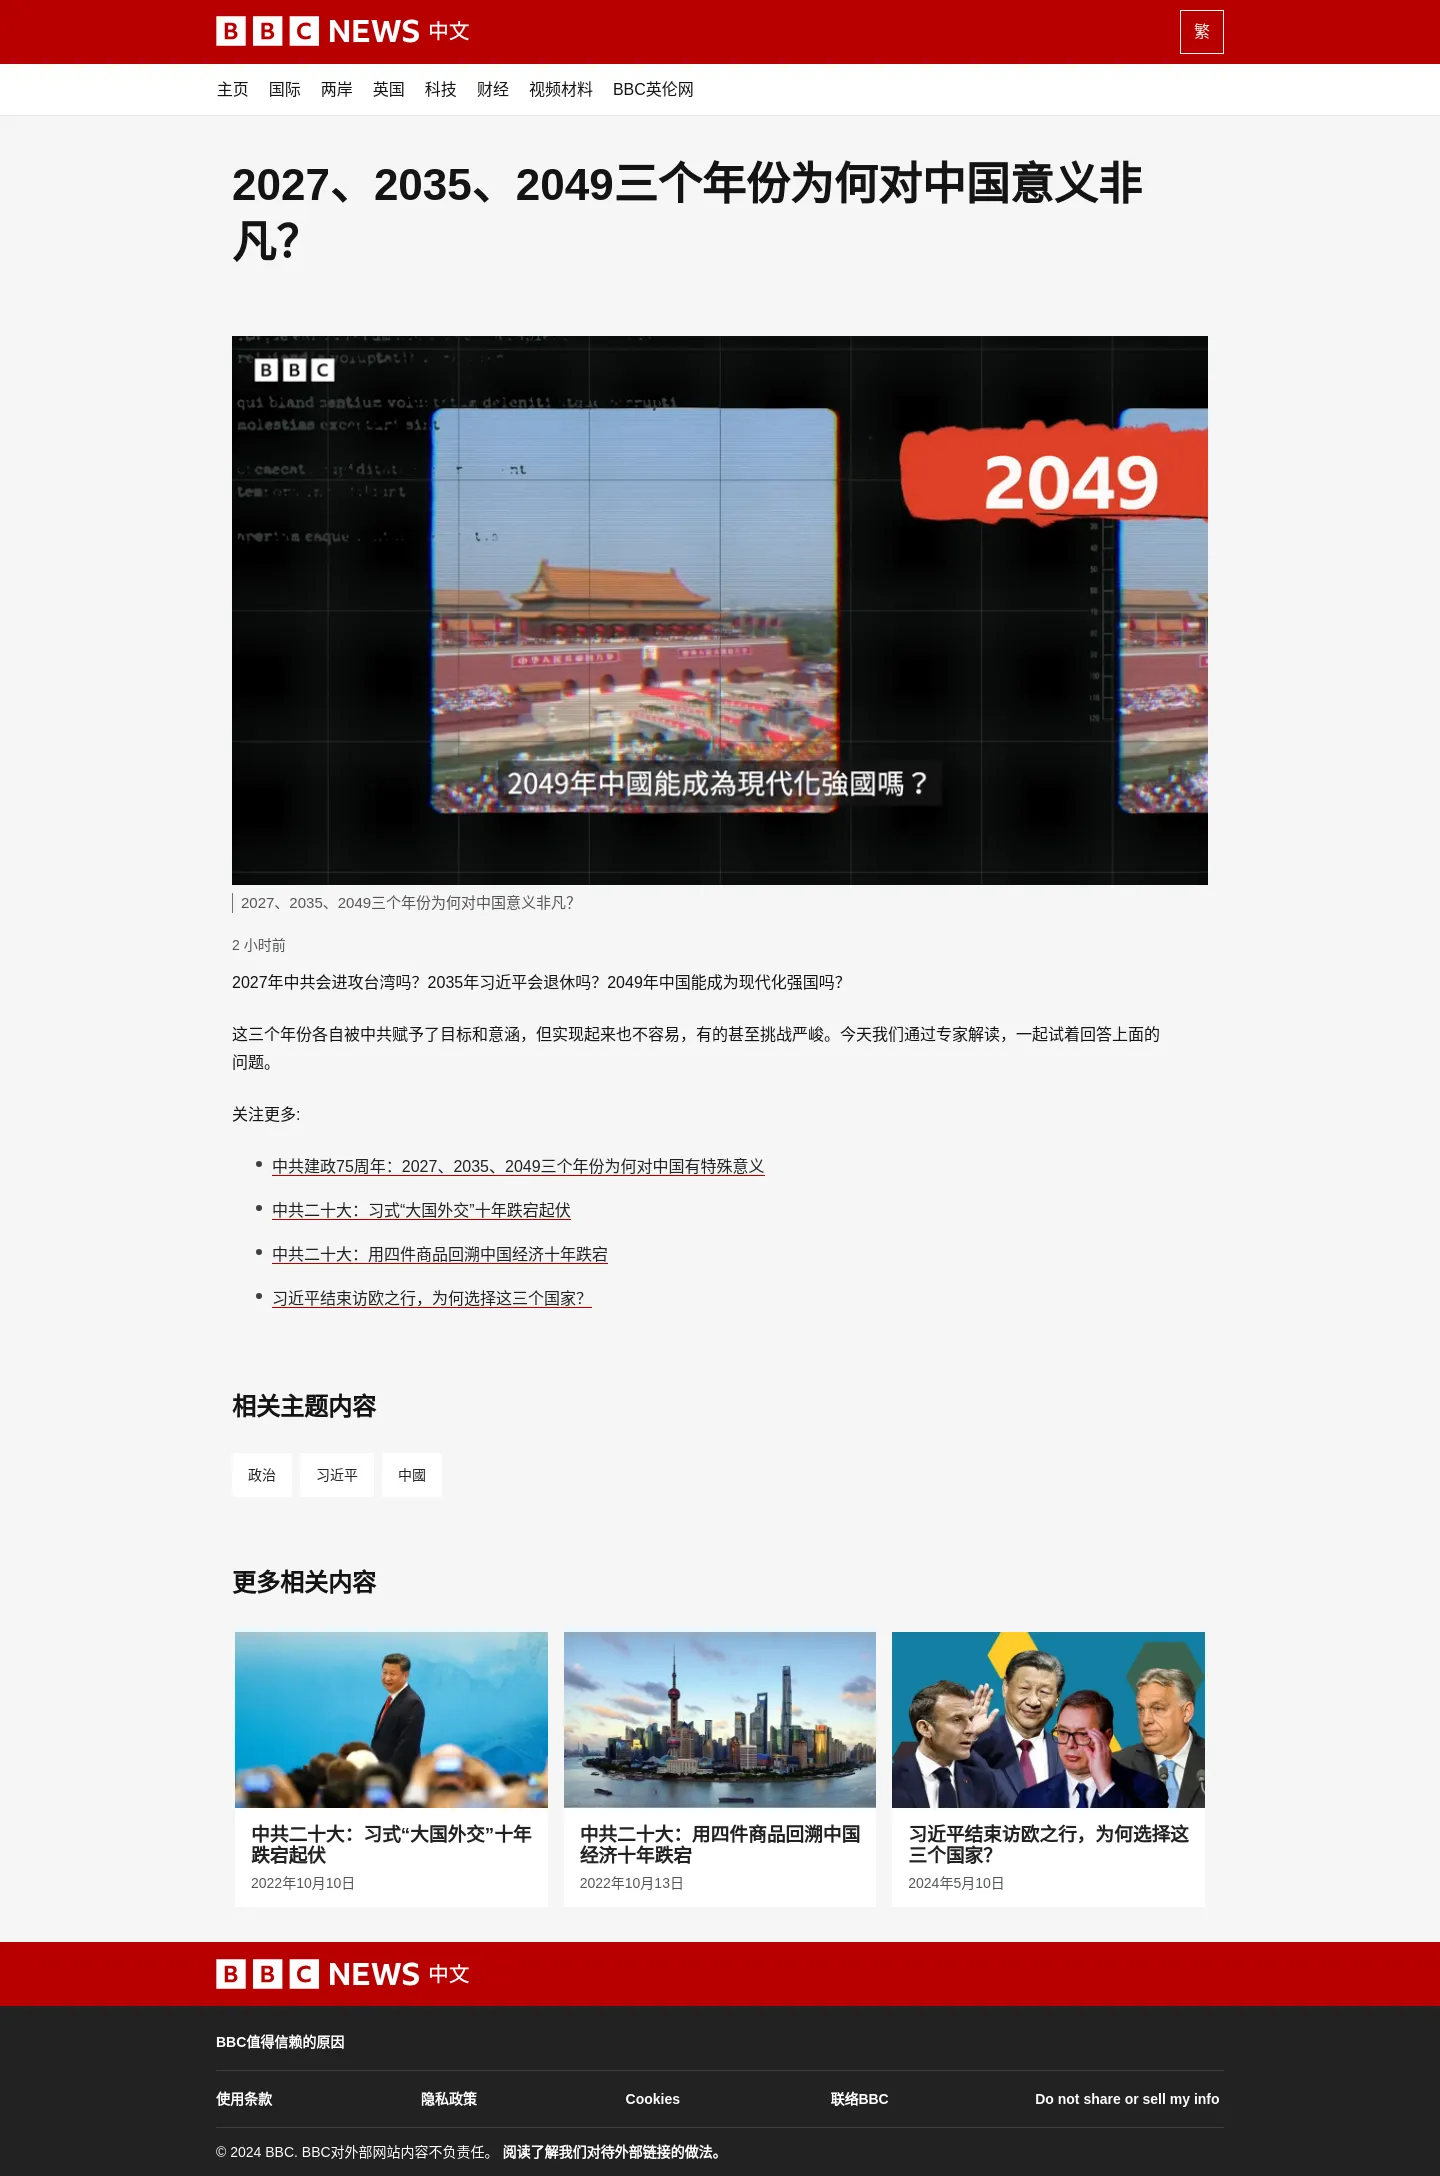 BBC NEWS 中文
繁
主页 国际 两岸 英国 科技 财经 视频材料 BBC英伦网
2027、2035、2049三个年份为何对中国意义非
凡？
BBC
2049
2049年中國能成為現代化強國嗎？
2027、2035、2049三个年份为何对中国意义非凡？
2 小时前
2027年中共会进攻台湾吗？2035年习近平会退休吗？2049年中国能成为现代化强国吗？
这三个年份各自被中共赋予了目标和意涵，但实现起来也不容易，有的甚至挑战严峻。今天我们通过专家解读，一起试着回答上面的
问题。
关注更多:
中共建政75周年：2027、2035、2049三个年份为何对中国有特殊意义
中共二十大：习式“大国外交”十年跌宕起伏
中共二十大：用四件商品回溯中国经济十年跌宕
习近平结束访欧之行，为何选择这三个国家？
相关主题内容
政治 习近平 中國
更多相关内容
中共二十大：习式“大国外交”十年
跌宕起伏
2022年10月10日
中共二十大：用四件商品回溯中国
经济十年跌宕
2022年10月13日
习近平结束访欧之行，为何选择这
三个国家？
2024年5月10日
BBC NEWS 中文
BBC值得信赖的原因
使用条款 隐私政策 Cookies 联络BBC Do not share or sell my info
© 2024 BBC. BBC对外部网站内容不负责任。 阅读了解我们对待外部链接的做法。